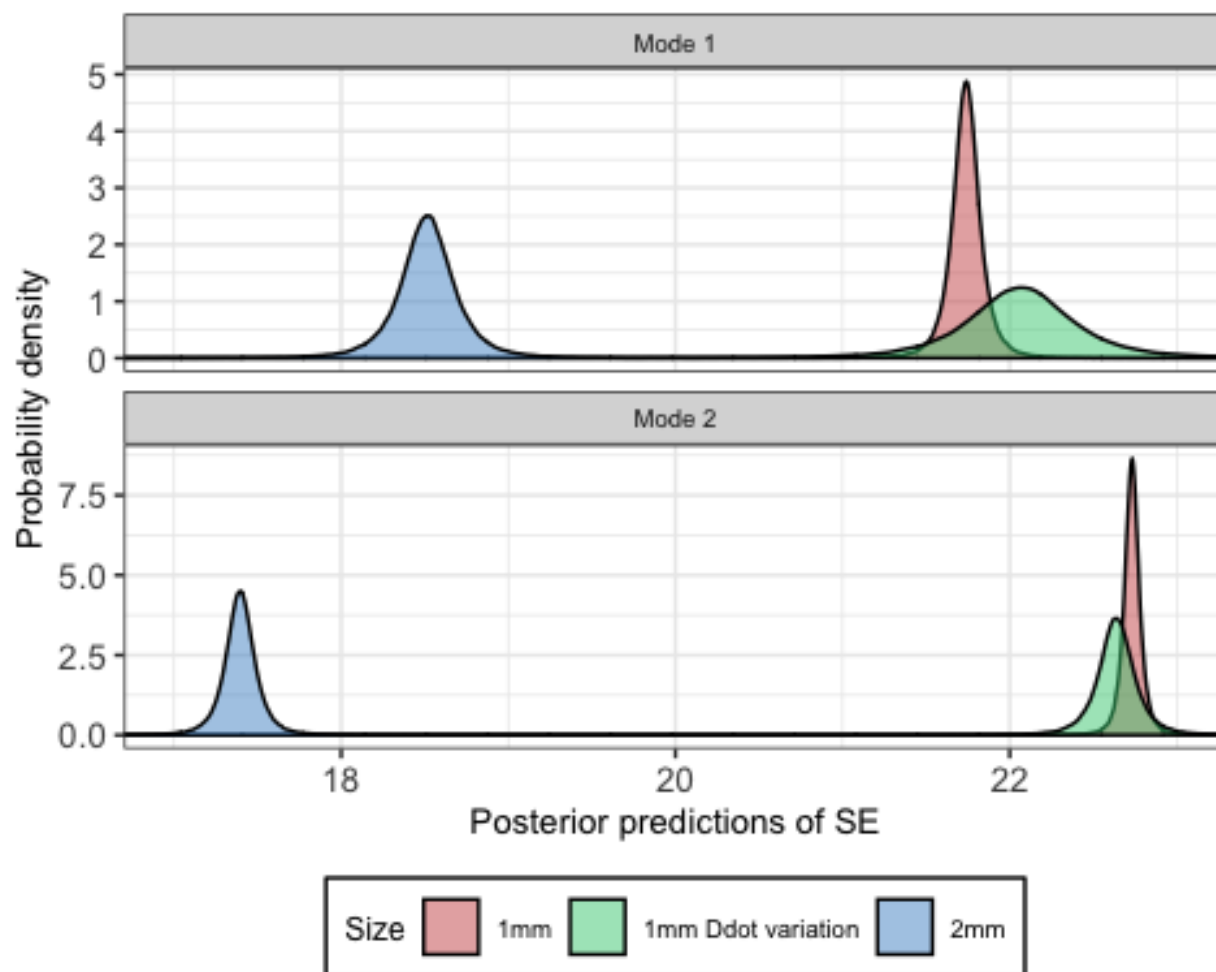 Mode 1
5
4
3
2
1
0
Probability density
Mode 2
7.5
5.0
2.5
0.0
18 20 22
Posterior predictions of SE
Size 1mm 1mm Ddot variation 2mm